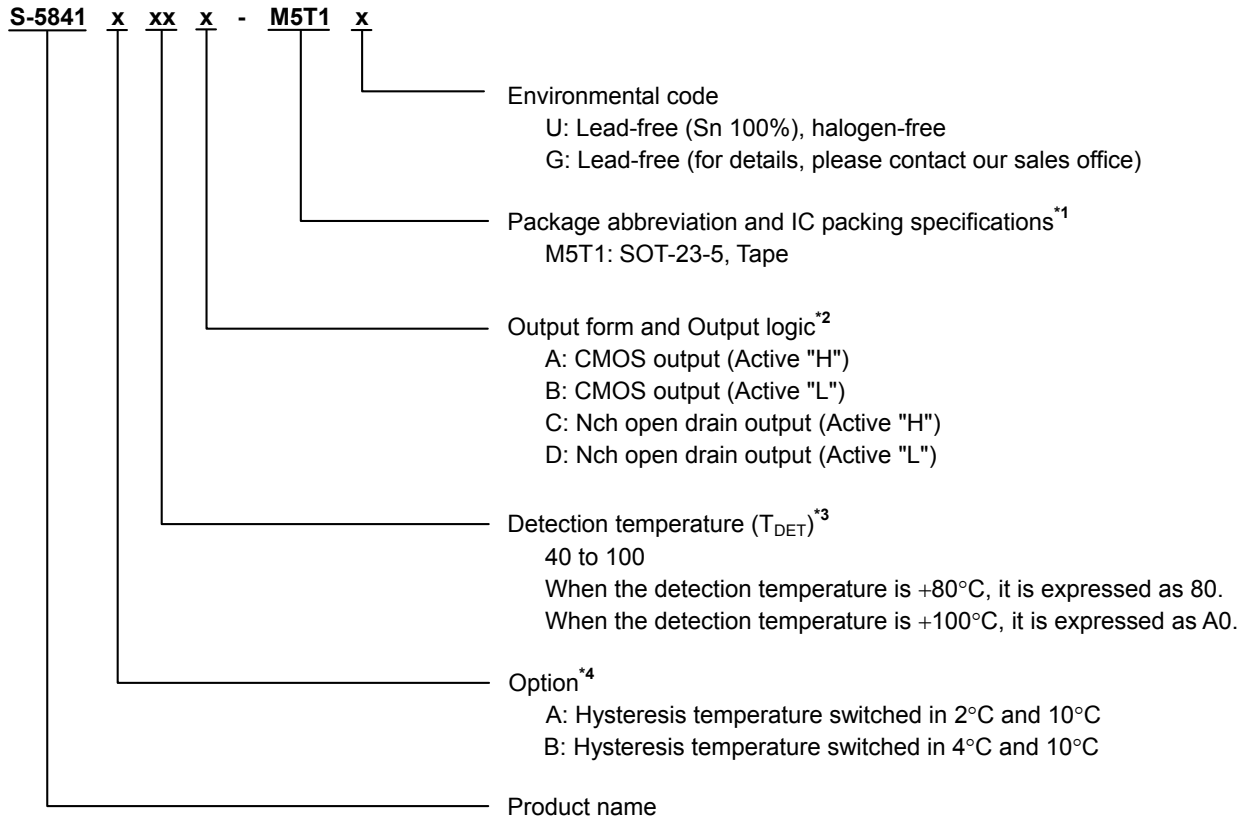 S-5841 x xx x - M5T1 x
Environmental code
U: Lead-free (Sn 100%), halogen-free
G: Lead-free (for details, please contact our sales office)
Package abbreviation and IC packing specifications*1
M5T1: SOT-23-5, Tape
Output form and Output logic*2
A: CMOS output (Active "H")
B: CMOS output (Active "L")
C: Nch open drain output (Active "H")
D: Nch open drain output (Active "L")
Detection temperature (TDET)*3
40 to 100
When the detection temperature is +80°C, it is expressed as 80.
When the detection temperature is +100°C, it is expressed as A0.
Option*4
A: Hysteresis temperature switched in 2°C and 10°C
B: Hysteresis temperature switched in 4°C and 10°C
Product name